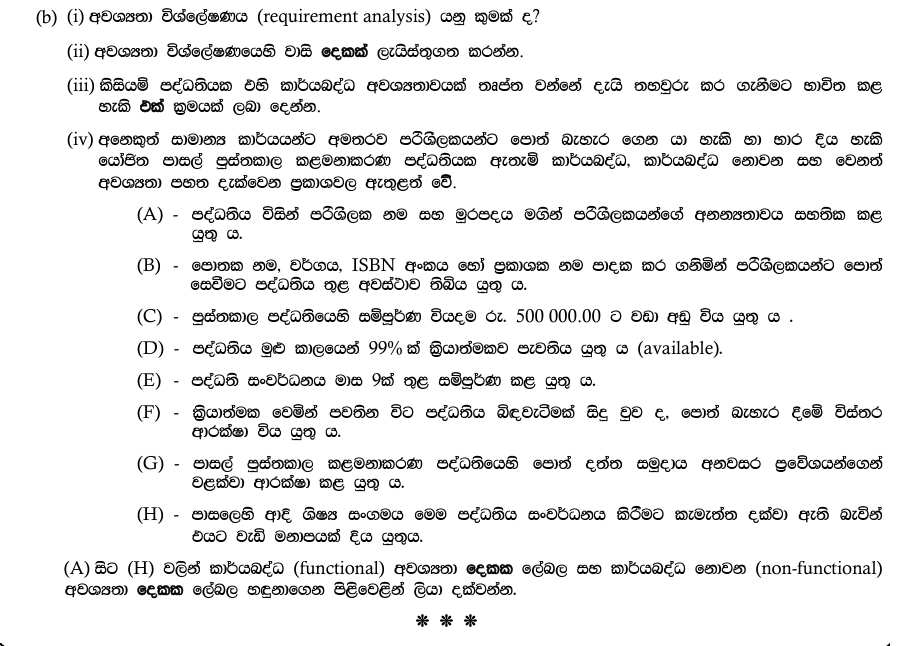 (b) (i) අවශ්‍යතා විශ්ලේෂණය (requirement analysis) යනු කුමක් ද?
(ii) අවශ්‍යතා විශ්ලේෂණයෙහි වාසි දෙකක් ලැයිස්තුගත කරන්න.
(iii) කිසියම් පද්ධතියක එහි කාර්යබද්ධ අවශ්‍යතාවයක් තෘප්ත වන්නේ දැයි තහවුරු කර ගැනීමට භාවිත කළ
හැකි එක් ක්‍රමයක් ලබා දෙන්න.
(iv) අනෙකුත් සාමාන්‍ය කාර්යයන්ට අමතරව පරිශීලකයන්ට පොත් බැහැර ගෙන යා හැකි හා භාර දිය හැකි
යෝජිත පාසල් පුස්තකාල කළමනාකරණ පද්ධතියක ඇතැම් කාර්යබද්ධ, කාර්යබද්ධ නොවන සහ වෙනත්
අවශ්‍යතා පහත දැක්වෙන ප්‍රකාශවල ඇතුළත් වේ.
(A) - පද්ධතිය විසින් පරිශීලක නම සහ මුරපදය මගින් පරිශීලකයන්ගේ අනන්‍යතාවය සහතික කළ
යුතු ය.
(B) - පොතක නම, වර්ගය, ISBN අංකය හෝ ප්‍රකාශක නම පාදක කර ගනිමින් පරිශීලකයන්ට පොත්
සෙවීමට පද්ධතිය තුළ අවස්ථාව තිබිය යුතු ය.
(C) - පුස්තකාල පද්ධතියෙහි සම්පූර්ණ වියදම රු. 500 000.00 ට වඩා අඩු විය යුතු ය .
(D) - පද්ධතිය මුළු කාලයෙන් 99% ක් ක්‍රියාත්මකව පැවතිය යුතු ය (available).
(E) - පද්ධති සංවර්ධනය මාස 9ක් තුළ සම්පූර්ණ කළ යුතු ය.
(F) - ක්‍රියාත්මක වෙමින් පවතින විට පද්ධතිය බිඳවැටීමක් සිදු වුව ද, පොත් බැහැර දීමේ විස්තර
ආරක්ෂා විය යුතු ය.
(G) - පාසල් පුස්තකාල කළමනාකරණ පද්ධතියෙහි පොත් දත්ත සමුදාය අනවසර ප්‍රවේශයන්ගෙන්
වළක්වා ආරක්ෂා කළ යුතු ය.
(H) - පාසලෙහි ආදි ශිෂ්‍ය සංගමය මෙම පද්ධතිය සංවර්ධනය කිරීමට කැමැත්ත දක්වා ඇති බැවින්
එයට වැඩි මනාපයක් දිය යුතුය.
(A) සිට (H) වලින් කාර්යබද්ධ (functional) අවශ්‍යතා දෙකක ලේබල සහ කාර්යබද්ධ නොවන (non-functional)
අවශ්‍යතා දෙකක ලේබල හඳුනාගෙන පිළිවෙළින් ලියා දක්වන්න.
* * *